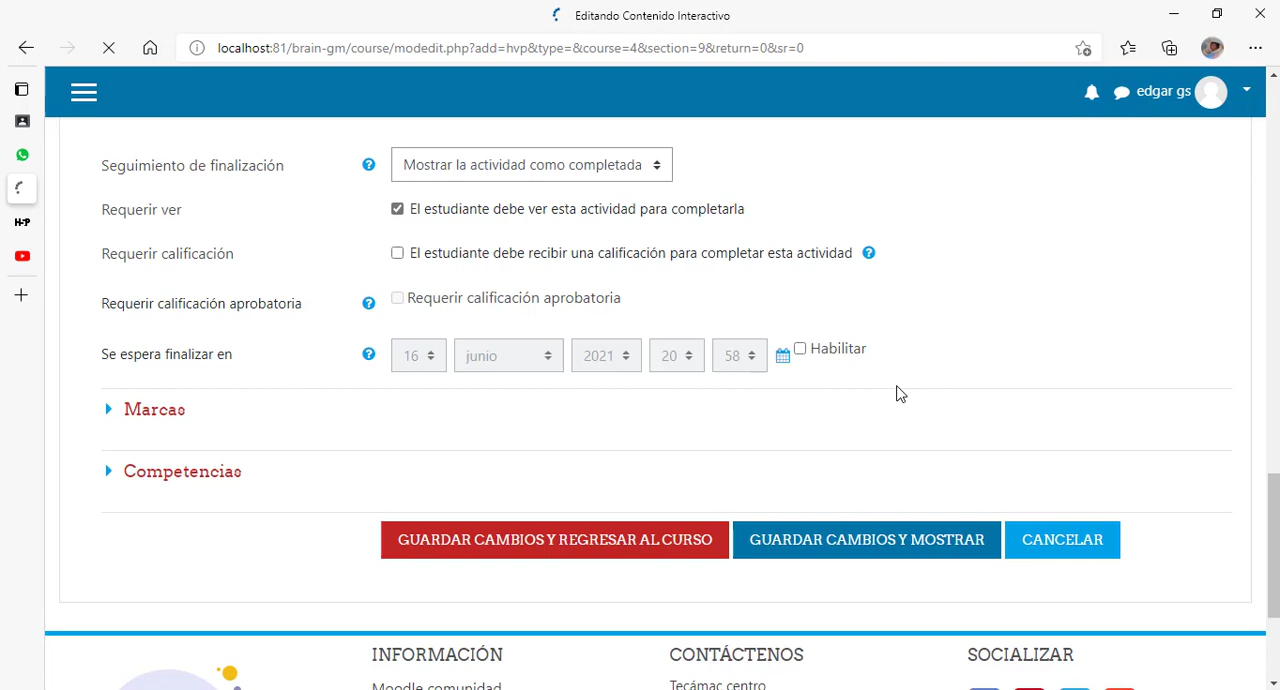 Editando Contenido Interactivo
localhost:81/brain-gm/course/modedit.php?add=hvp&type=&course=4&section=9&return=0&sr=0
edgar gs
Seguimiento de finalización
Mostrar la actividad como completada
Requerir ver
El estudiante debe ver esta actividad para completarla
Requerir calificación
El estudiante debe recibir una calificación para completar esta actividad
Requerir calificación aprobatoria
Requerir calificación aprobatoria
Se espera finalizar en
16 junio 2021 20 58 Habilitar
Marcas
Competencias
GUARDAR CAMBIOS Y REGRESAR AL CURSO GUARDAR CAMBIOS Y MOSTRAR CANCELAR
INFORMACIÓN CONTÁCTENOS SOCIALIZAR
Moodle comunidad Tecámac centro
H-P